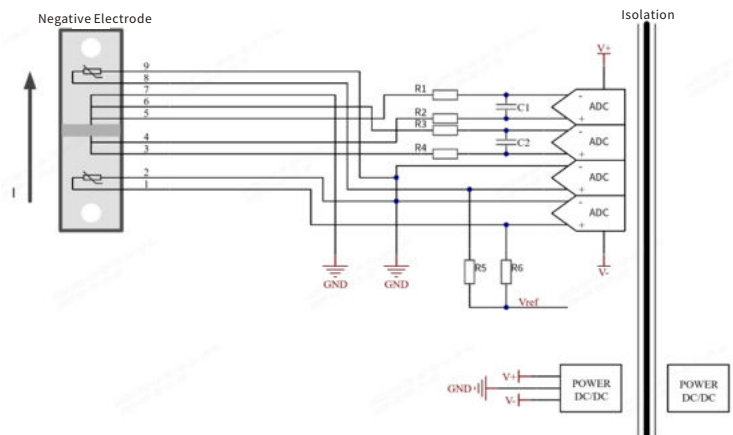 Negative Electrode
Isolation
V+
9
8
7
6
5
4
3
2
1
I
R1
R2
R3
R4
C1
C2
ADC
ADC
ADC
ADC
-
+
-
+
-
+
-
+
V-
R5
R6
GND
GND
Vref
V+
GND
V-
POWER
DC/DC
POWER
DC/DC